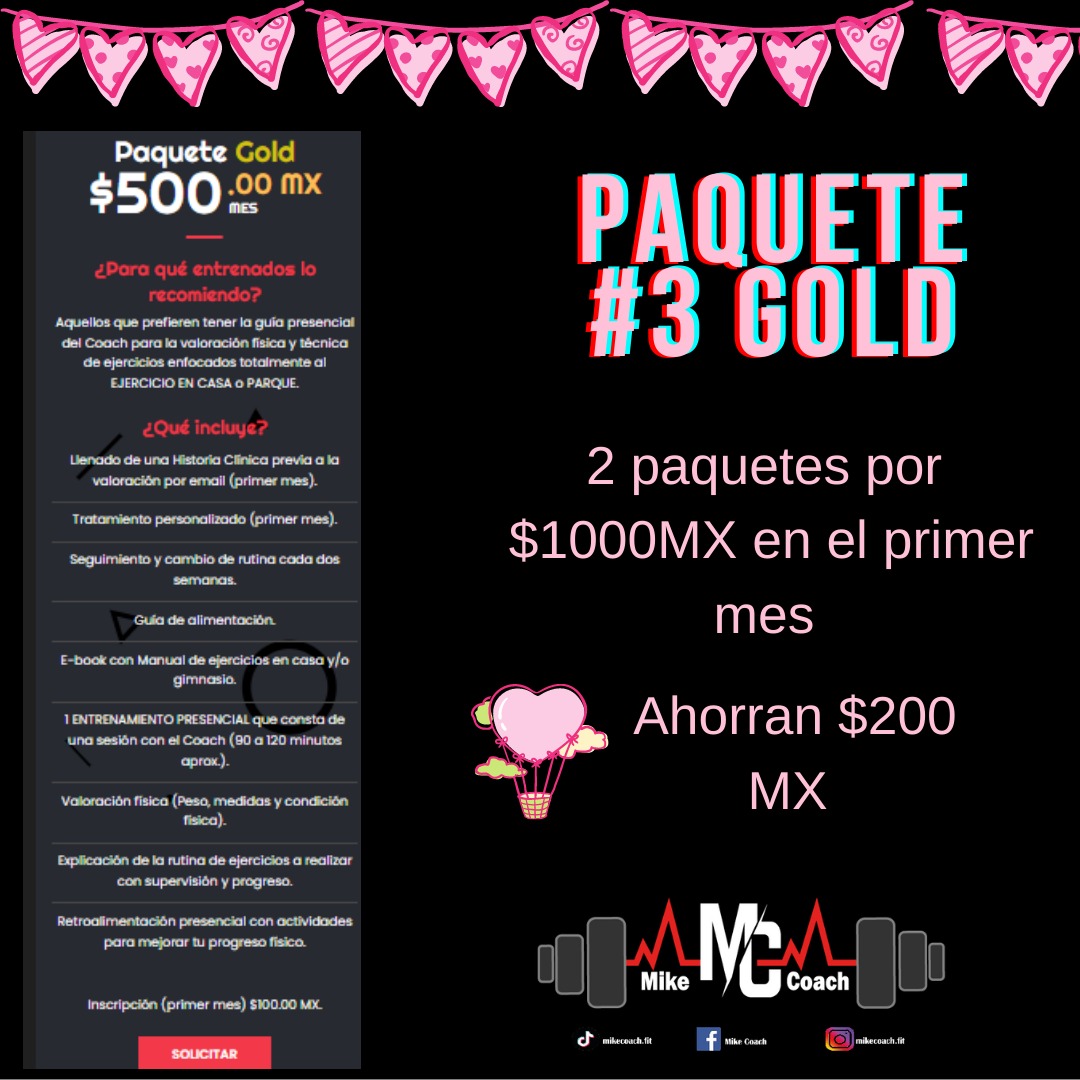 Paquete Gold
$500.00 MX
MES
¿Para qué entrenados lo
recomiendo?
Aquellos que prefieren tener la guía presencial
del Coach para la valoración física y técnica
de ejercicios enfocados totalmente al
EJERCICIO EN CASA o PARQUE.
¿Qué incluye?
Llenado de una Historia Clínica previa a la
valoración por email (primer mes).
Tratamiento personalizado (primer mes).
Seguimiento y cambio de rutina cada dos
semanas.
Guía de alimentación.
E-book con Manual de ejercicios en casa y/o
gimnasio.
1 ENTRENAMIENTO PRESENCIAL que consta de
una sesión con el Coach (90 a 120 minutos
aprox.).
Valoración física (Peso, medidas y condición
física).
Explicación de la rutina de ejercicios a realizar
con supervisión y progreso.
Retroalimentación presencial con actividades
para mejorar tu progreso físico.
Inscripción (primer mes) $100.00 MX.
SOLICITAR
PAQUETE
#3 GOLD
2 paquetes por
$1000MX en el primer
mes
Ahorran $200
MX
Mike MC Coach
mikecoach.fit
Mike Coach
mikecoach.fit